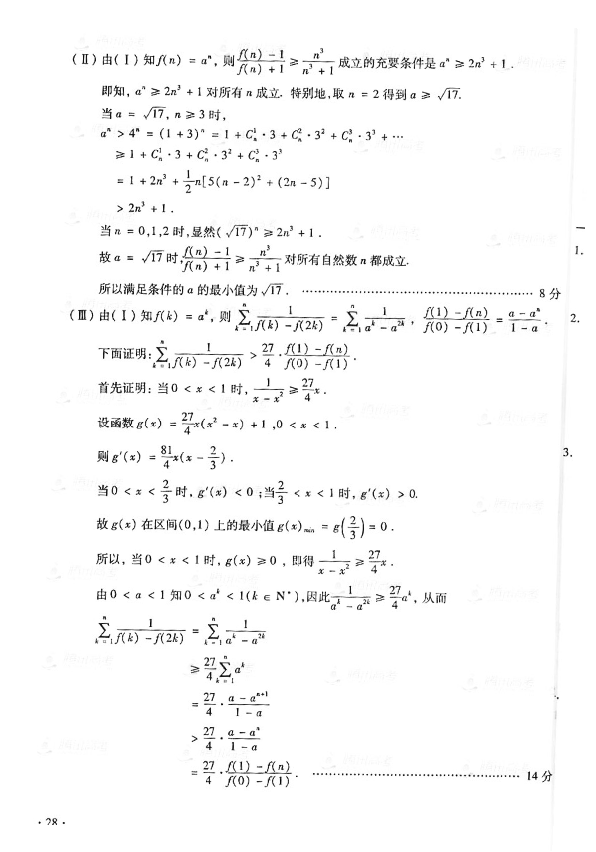 (Ⅱ) 由(Ⅰ) 知f(n) = aⁿ, 则 (f(n) - 1)/(f(n) + 1) ≥ n³/(n³ + 1) 成立的充要条件是 aⁿ ≥ 2n³ + 1.
即知, aⁿ ≥ 2n³ + 1 对所有 n 成立. 特别地, 取 n = 2 得到 a ≥ √17.
当 a = √17, n ≥ 3 时,
aⁿ > 4ⁿ = (1 + 3)ⁿ = 1 + C¹ₙ·3 + C²ₙ·3² + C³ₙ·3³ + ⋯
≥ 1 + C¹ₙ·3 + C²ₙ·3² + C³ₙ·3³
= 1 + 2n³ + (1/2)n[5(n - 2)² + (2n - 5)]
> 2n³ + 1.
当 n = 0,1,2 时, 显然(√17)ⁿ ≥ 2n³ + 1.
故 a = √17 时, (f(n) - 1)/(f(n) + 1) ≥ n³/(n³ + 1) 对所有自然数 n 都成立.
所以满足条件的 a 的最小值为 √17. ………………………… 8 分
(Ⅲ) 由(Ⅰ) 知f(k) = aᵏ, 则 ∑ₖ₌₁ⁿ 1/(f(k) - f(2k)) = ∑ₖ₌₁ⁿ 1/(aᵏ - a²ᵏ), (f(1) - f(n))/(f(0) - f(1)) = (a - aⁿ)/(1 - a).
下面证明: ∑ₖ₌₁ⁿ 1/(f(k) - f(2k)) > 27/4 · (f(1) - f(n))/(f(0) - f(1)).
首先证明: 当 0 < x < 1 时, 1/(x - x²) ≥ (27/4)x.
设函数 g(x) = (27/4)x(x² - x) + 1, 0 < x < 1.
则 g′(x) = (81/4)x(x - 2/3).
当 0 < x < 2/3 时, g′(x) < 0; 当 2/3 < x < 1 时, g′(x) > 0.
故 g(x) 在区间(0,1) 上的最小值 g(x)min = g(2/3) = 0.
所以, 当 0 < x < 1 时, g(x) ≥ 0, 即得 1/(x - x²) ≥ (27/4)x.
由 0 < a < 1 知 0 < aᵏ < 1(k ∈ N*), 因此 1/(aᵏ - a²ᵏ) ≥ (27/4)aᵏ, 从而
∑ₖ₌₁ⁿ 1/(f(k) - f(2k)) = ∑ₖ₌₁ⁿ 1/(aᵏ - a²ᵏ)
≥ (27/4)∑ₖ₌₁ⁿ aᵏ
= 27/4 · (a - aⁿ⁺¹)/(1 - a)
> 27/4 · (a - aⁿ)/(1 - a)
= 27/4 · (f(1) - f(n))/(f(0) - f(1)). ………………………… 14 分
· 28 ·
一
1.
2.
3.